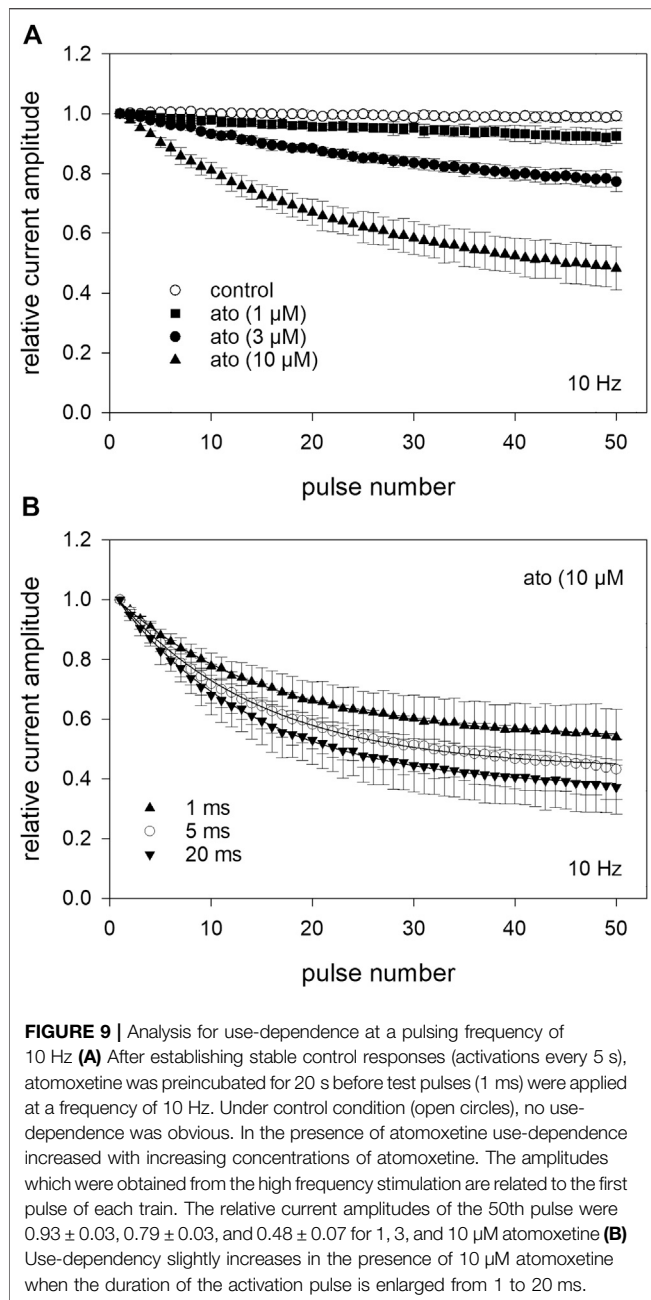 A
1.2
1.0
0.8
0.6
0.4
0.2
0.0
relative current amplitude
control
ato (1 µM)
ato (3 µM)
ato (10 µM)
10 Hz
0 10 20 30 40 50
pulse number
B
1.2
1.0
0.8
0.6
0.4
0.2
0.0
relative current amplitude
ato (10 µM
1 ms
5 ms
20 ms
10 Hz
0 10 20 30 40 50
pulse number
FIGURE 9 | Analysis for use-dependence at a pulsing frequency of
10 Hz (A) After establishing stable control responses (activations every 5 s),
atomoxetine was preincubated for 20 s before test pulses (1 ms) were applied
at a frequency of 10 Hz. Under control condition (open circles), no use-
dependence was obvious. In the presence of atomoxetine use-dependence
increased with increasing concentrations of atomoxetine. The amplitudes
which were obtained from the high frequency stimulation are related to the first
pulse of each train. The relative current amplitudes of the 50th pulse were
0.93 ± 0.03, 0.79 ± 0.03, and 0.48 ± 0.07 for 1, 3, and 10 µM atomoxetine (B)
Use-dependency slightly increases in the presence of 10 µM atomoxetine
when the duration of the activation pulse is enlarged from 1 to 20 ms.